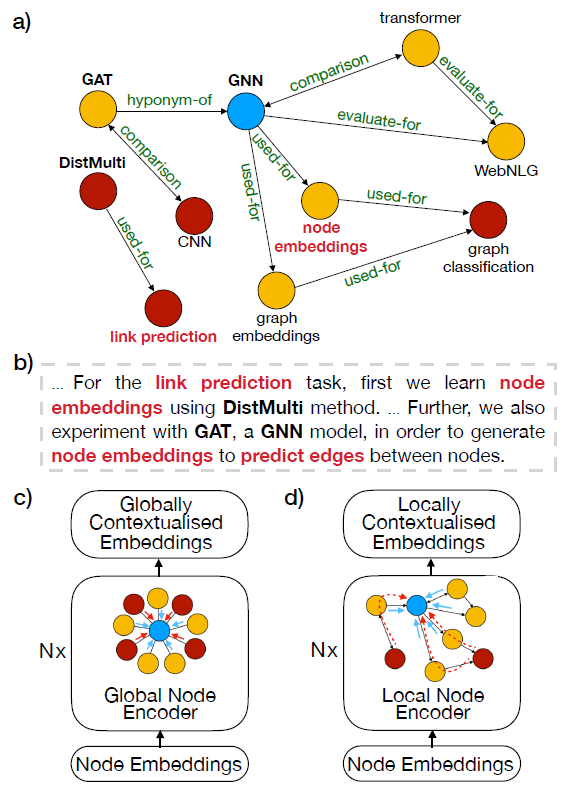 a)
transformer
GAT
GNN
comparison
evaluate-for
hyponym-of
evaluate-for
comparison
used-for
WebNLG
DistMulti
used-for
used-for
CNN
node
embeddings
used-for
graph
classification
used-for
used-for
link prediction
graph
embeddings
b)
... For the link prediction task, first we learn node
embeddings using DistMulti method. ... Further, we also
experiment with GAT, a GNN model, in order to generate
node embeddings to predict edges between nodes.
c)
Globally
Contextualised
Embeddings
Nx
Global Node
Encoder
Node Embeddings
d)
Locally
Contextualised
Embeddings
Nx
Local Node
Encoder
Node Embeddings